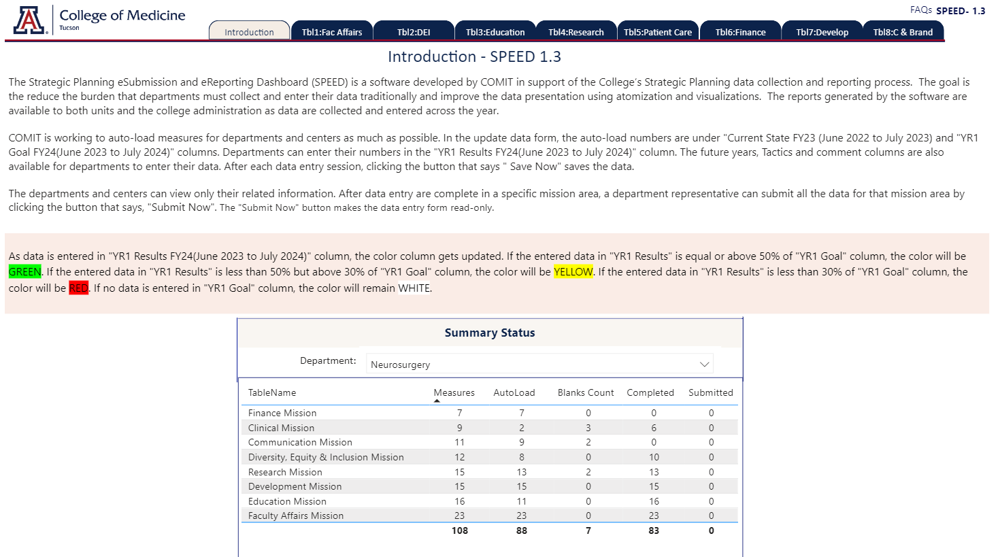 College of Medicine
Tucson
FAQs SPEED- 1.3
Introduction Tbl1:Fac Affairs Tbl2:DEI Tbl3:Education Tbl4:Research Tbl5:Patient Care Tbl6:Finance Tbl7:Develop Tbl8:C & Brand
Introduction - SPEED 1.3
The Strategic Planning eSubmission and eReporting Dashboard (SPEED) is a software developed by COMIT in support of the College's Strategic Planning data collection and reporting process. The goal is
the reduce the burden that departments must collect and enter their data traditionally and improve the data presentation using atomization and visualizations. The reports generated by the software are
available to both units and the college administration as data are collected and entered across the year.
COMIT is working to auto-load measures for departments and centers as much as possible. In the update data form, the auto-load numbers are under "Current State FY23 (June 2022 to July 2023) and "YR1
Goal FY24(June 2023 to July 2024)" columns. Departments can enter their numbers in the "YR1 Results FY24(June 2023 to July 2024)" column. The future years, Tactics and comment columns are also
available for departments to enter their data. After each data entry session, clicking the button that says " Save Now" saves the data.
The departments and centers can view only their related information. After data entry are complete in a specific mission area, a department representative can submit all the data for that mission area by
clicking the button that says, "Submit Now". The "Submit Now" button makes the data entry form read-only.
As data is entered in "YR1 Results FY24(June 2023 to July 2024)" column, the color column gets updated. If the entered data in "YR1 Results" is equal or above 50% of "YR1 Goal" column, the color will be
GREEN. If the entered data in "YR1 Results" is less than 50% but above 30% of "YR1 Goal" column, the color will be YELLOW. If the entered data in "YR1 Results" is less than 30% of "YR1 Goal" column, the
color will be RED. If no data is entered in "YR1 Goal" column, the color will remain WHITE.
Summary Status
Department: Neurosurgery
TableName Measures AutoLoad Blanks Count Completed Submitted
Finance Mission 7 7 0 0 0
Clinical Mission 9 2 3 6 0
Communication Mission 11 9 2 0 0
Diversity, Equity & Inclusion Mission 12 8 0 10 0
Research Mission 15 13 2 13 0
Development Mission 15 15 0 15 0
Education Mission 16 11 0 16 0
Faculty Affairs Mission 23 23 0 23 0
108 88 7 83 0